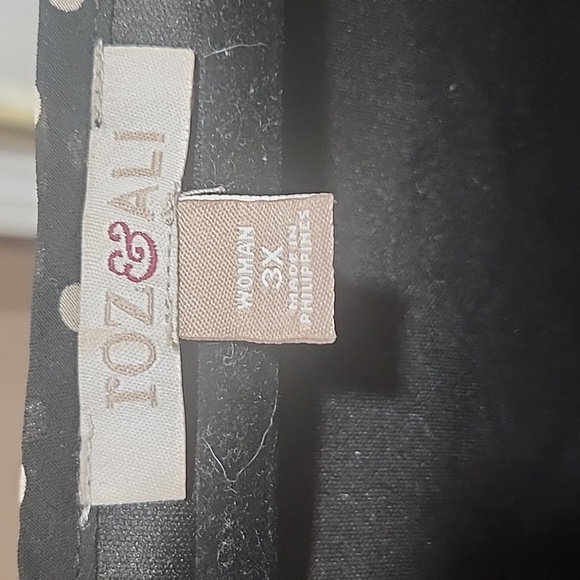 roz & ALI
WOMAN
3X
MADE IN
PHILIPPINES